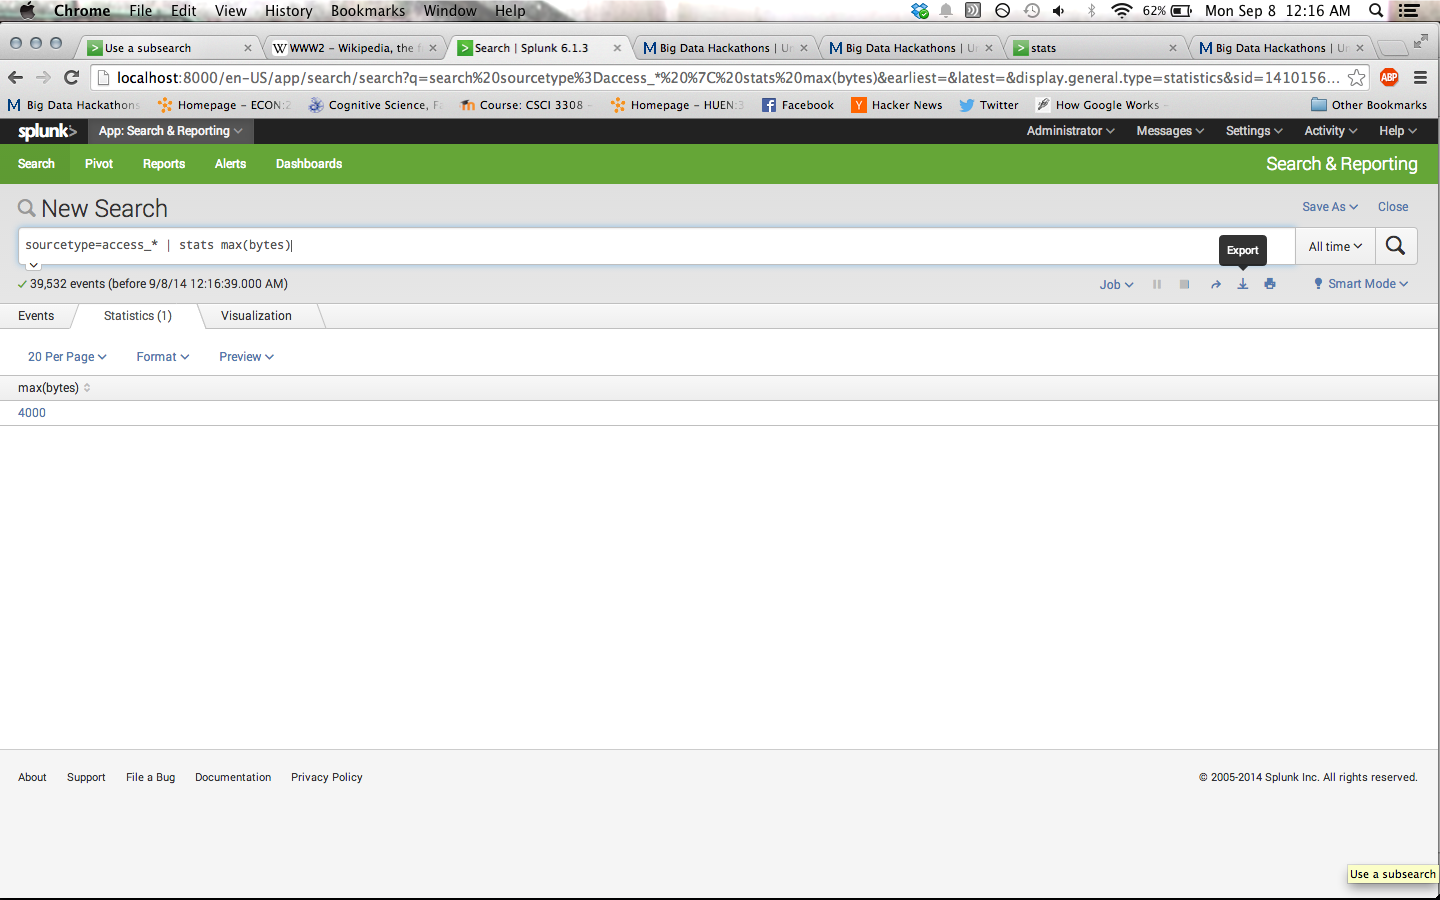 Chrome File Edit View History Bookmarks Window Help 62% Mon Sep 8 12:16 AM
Use a subsearch WWW2 – Wikipedia, the f Search | Splunk 6.1.3 Big Data Hackathons | Un Big Data Hackathons | Un stats Big Data Hackathons | Un
localhost:8000/en-US/app/search/search?q=search%20sourcetype%3Daccess_*%20%7C%20stats%20max(bytes)&earliest=&latest=&display.general.type=statistics&sid=1410156... ABP
Big Data Hackathons Homepage – ECON:2 Cognitive Science, Fa Course: CSCI 3308 – Homepage – HUEN:3 Facebook Hacker News Twitter How Google Works – Other Bookmarks
splunk> App: Search & Reporting Administrator Messages Settings Activity Help
Search Pivot Reports Alerts Dashboards Search & Reporting
New Search Save As Close
sourcetype=access_* | stats max(bytes) All time
Export
39,532 events (before 9/8/14 12:16:39.000 AM) Job Smart Mode
Events Statistics (1) Visualization
20 Per Page Format Preview
max(bytes)
4000
About Support File a Bug Documentation Privacy Policy © 2005-2014 Splunk Inc. All rights reserved.
Use a subsearch